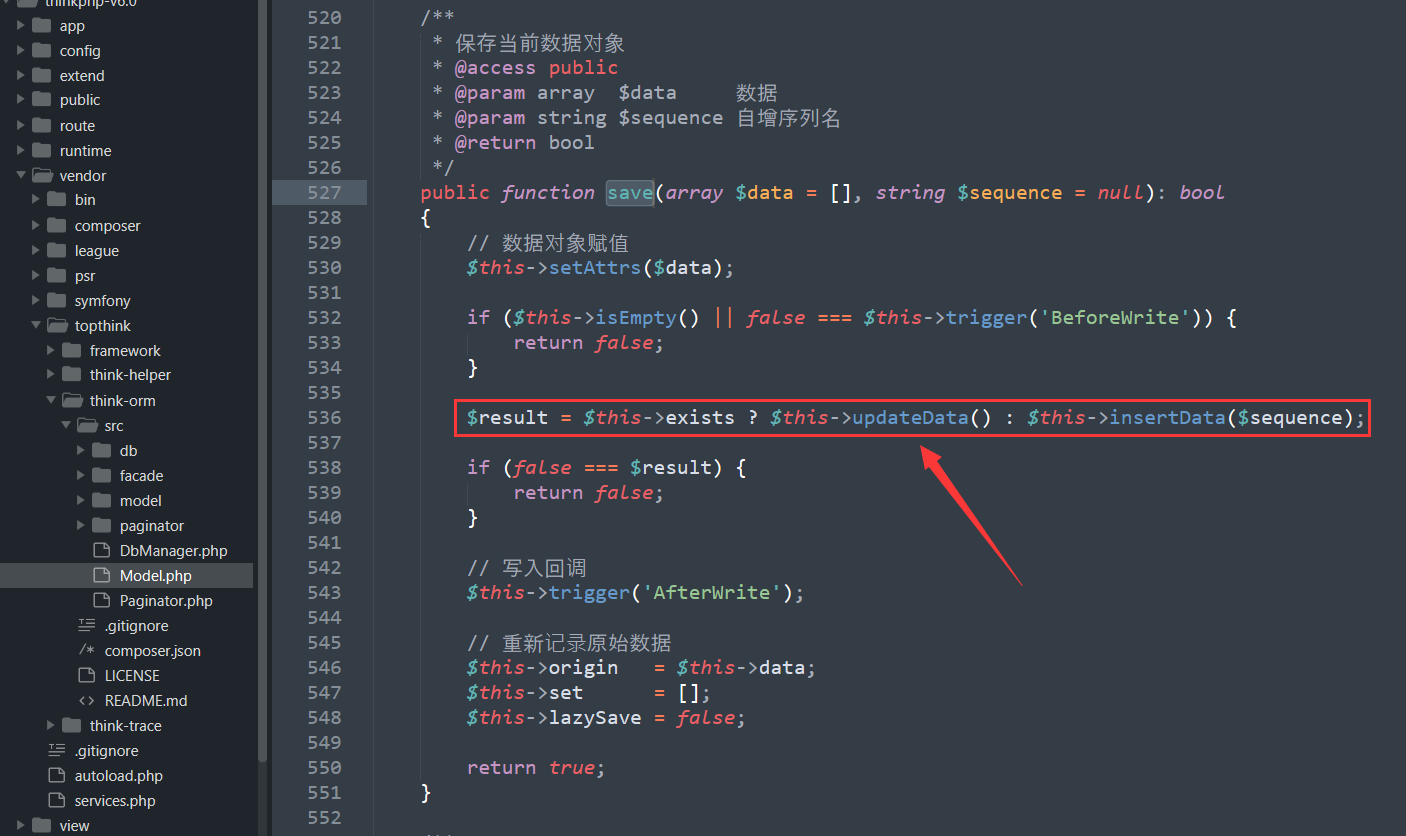 thinkphp-v6.0
app
config
extend
public
route
runtime
vendor
bin
composer
league
psr
symfony
topthink
framework
think-helper
think-orm
src
db
facade
model
paginator
DbManager.php
Model.php
Paginator.php
.gitignore
/* composer.json
LICENSE
<> README.md
think-trace
.gitignore
autoload.php
services.php
view
520 /**
521 * 保存当前数据对象
522 * @access public
523 * @param array $data 数据
524 * @param string $sequence 自增序列名
525 * @return bool
526 */
527 public function save(array $data = [], string $sequence = null): bool
528 {
529 // 数据对象赋值
530 $this->setAttrs($data);
531
532 if ($this->isEmpty() || false === $this->trigger('BeforeWrite')) {
533 return false;
534 }
535
536 $result = $this->exists ? $this->updateData() : $this->insertData($sequence);
537
538 if (false === $result) {
539 return false;
540 }
541
542 // 写入回调
543 $this->trigger('AfterWrite');
544
545 // 重新记录原始数据
546 $this->origin = $this->data;
547 $this->set = [];
548 $this->lazySave = false;
549
550 return true;
551 }
552